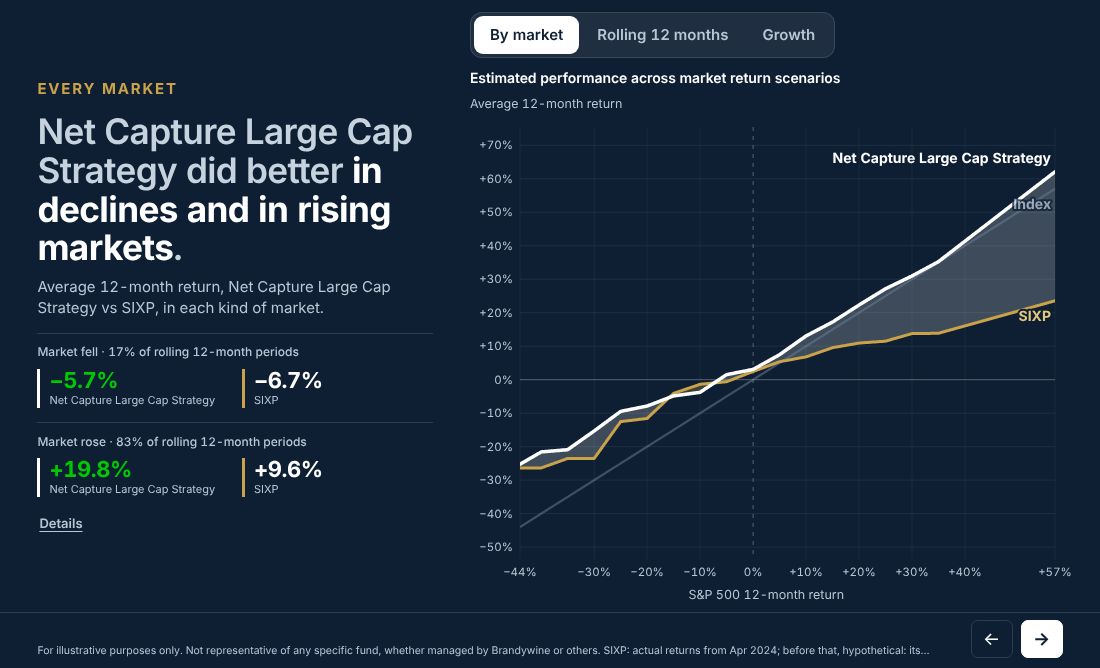 By market
Rolling 12 months
Growth
EVERY MARKET
Net Capture Large Cap
Strategy did better in
declines and in rising
markets.
Average 12-month return, Net Capture Large Cap
Strategy vs SIXP, in each kind of market.
Market fell · 17% of rolling 12-month periods
−5.7%
Net Capture Large Cap Strategy
−6.7%
SIXP
Market rose · 83% of rolling 12-month periods
+19.8%
Net Capture Large Cap Strategy
+9.6%
SIXP
Details
Estimated performance across market return scenarios
Average 12-month return
+70%
+60%
+50%
+40%
+30%
+20%
+10%
0%
−10%
−20%
−30%
−40%
−50%
Net Capture Large Cap Strategy
Index
SIXP
−44%
−30%
−20%
−10%
0%
+10%
+20%
+30%
+40%
+57%
S&P 500 12-month return
For illustrative purposes only. Not representative of any specific fund, whether managed by Brandywine or others. SIXP: actual returns from Apr 2024; before that, hypothetical: its…